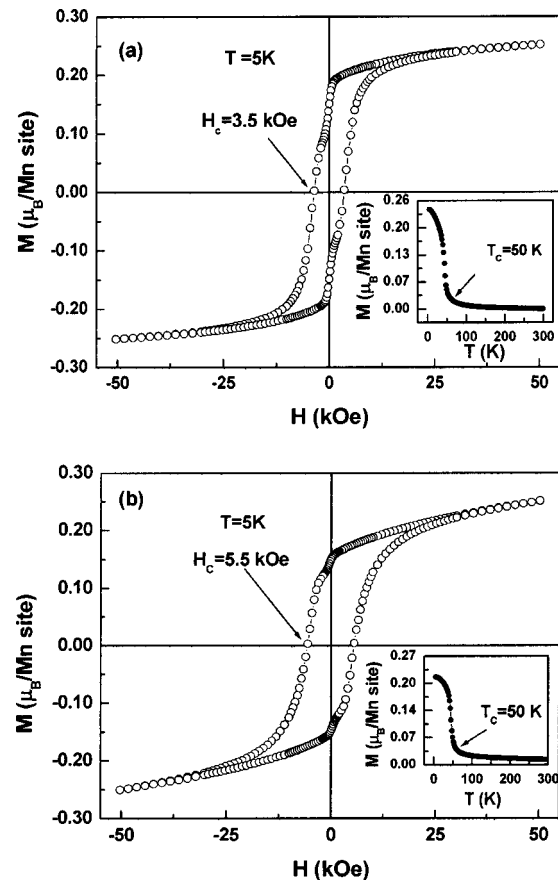 (a)
T =5K
H_c=3.5 kOe
M (μ_B/Mn site)
0.30
0.20
0.10
0.00
-0.10
-0.20
-0.30
-50 -25 0 25 50
H (kOe)
M (μ_B/Mn site)
0.26
0.20
0.13
0.07
0.00
T_C=50 K
0 100 200 300
T (K)
(b)
T=5K
H_C=5.5 kOe
M (μ_B/Mn site)
0.30
0.20
0.10
0.00
-0.10
-0.20
-0.30
-50 -25 0 25 50
H (kOe)
M (μ_B/Mn site)
0.27
0.20
0.14
0.07
0.00
T_C=50 K
0 100 200 300
T (K)